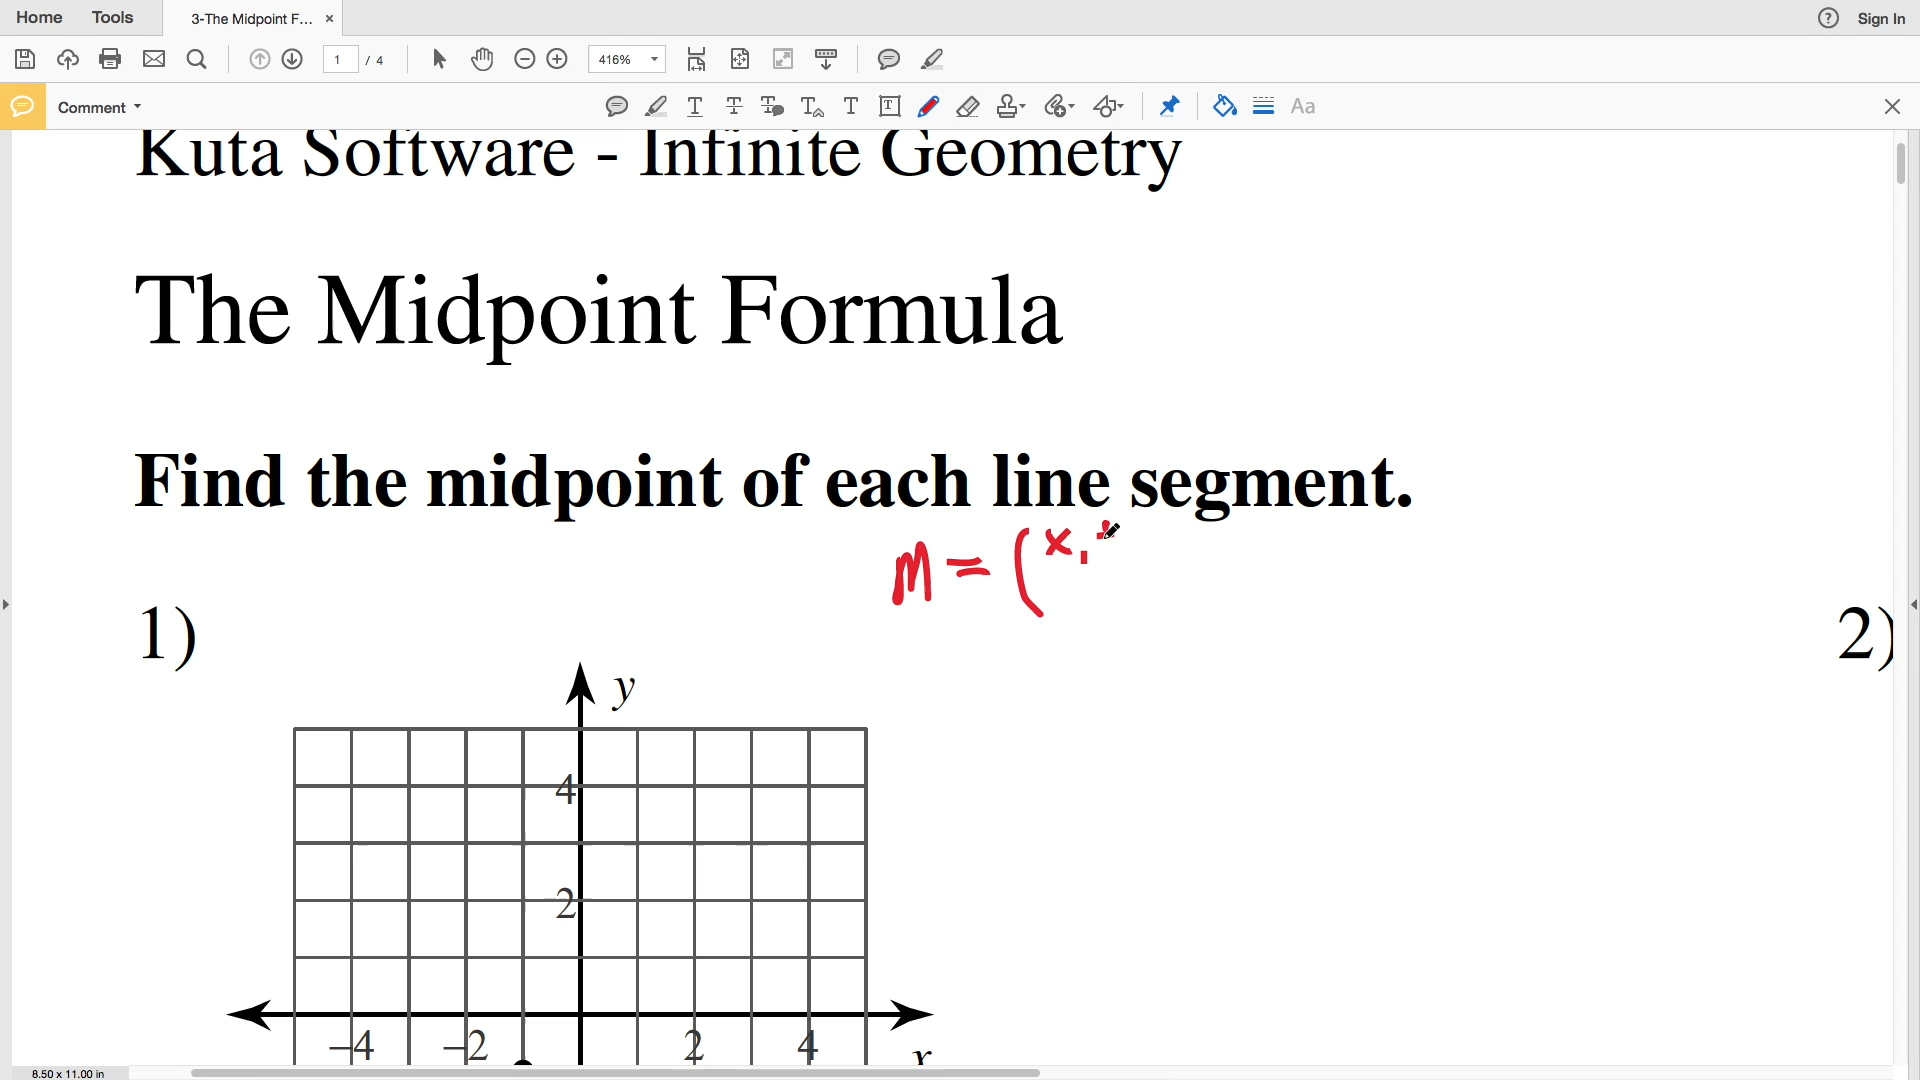 Home Tools 3-The Midpoint F... × ? Sign In
1 / 4 416%
Comment T T T T T T Aa
Kuta Software - Infinite Geometry
The Midpoint Formula
Find the midpoint of each line segment.
M = (x₁
1) 2)
y
4
2
−4 −2 2 4 x
8.50 x 11.00 in